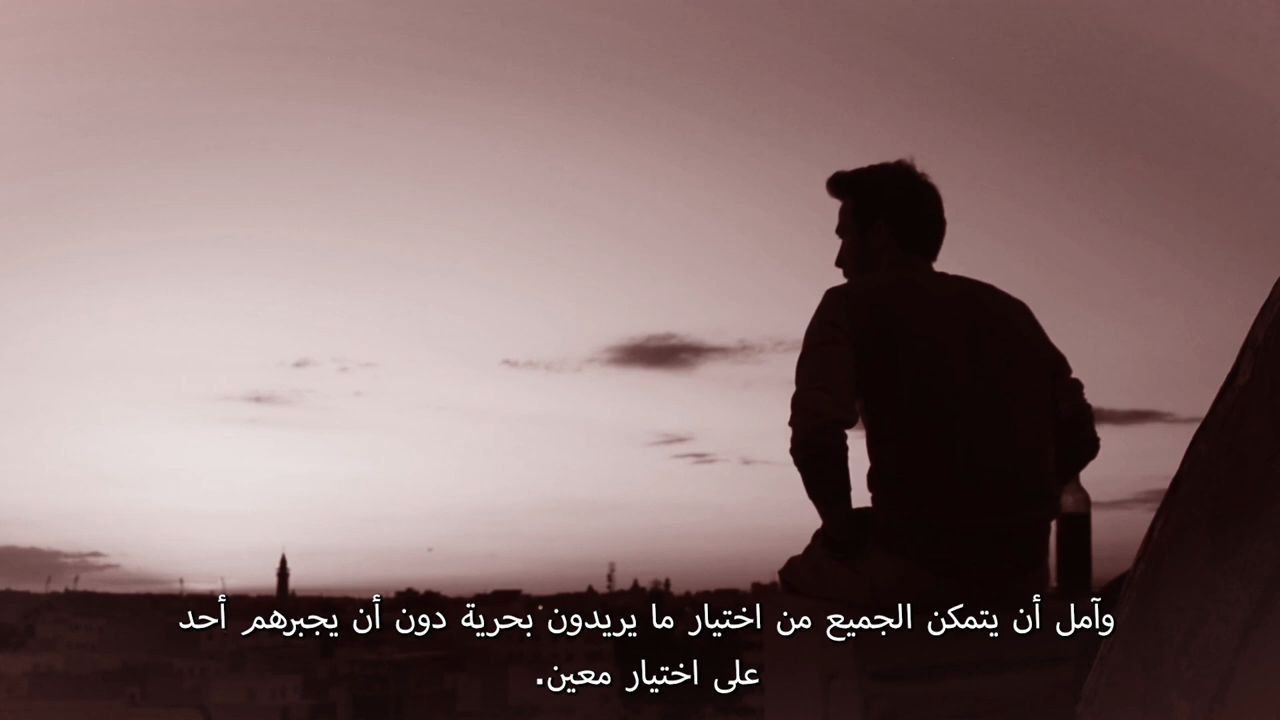 وآمل أن يتمكن الجميع من اختيار ما يريدون بحرية دون أن يجبرهم أحد
على اختيار معين.